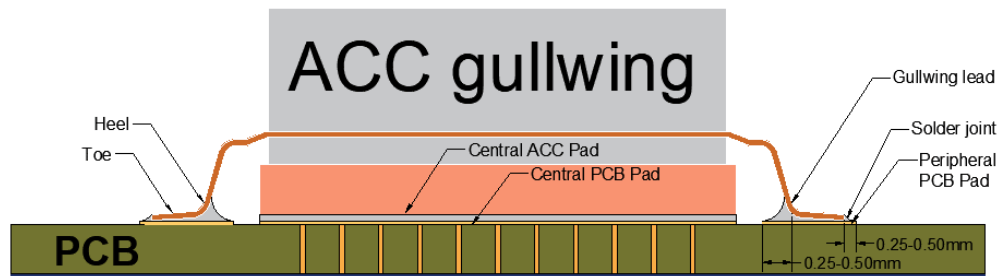 ACC gullwing
Gullwing lead
Heel
Solder joint
Toe
Central ACC Pad
Peripheral
PCB Pad
Central PCB Pad
PCB
0.25-0.50mm
0.25-0.50mm